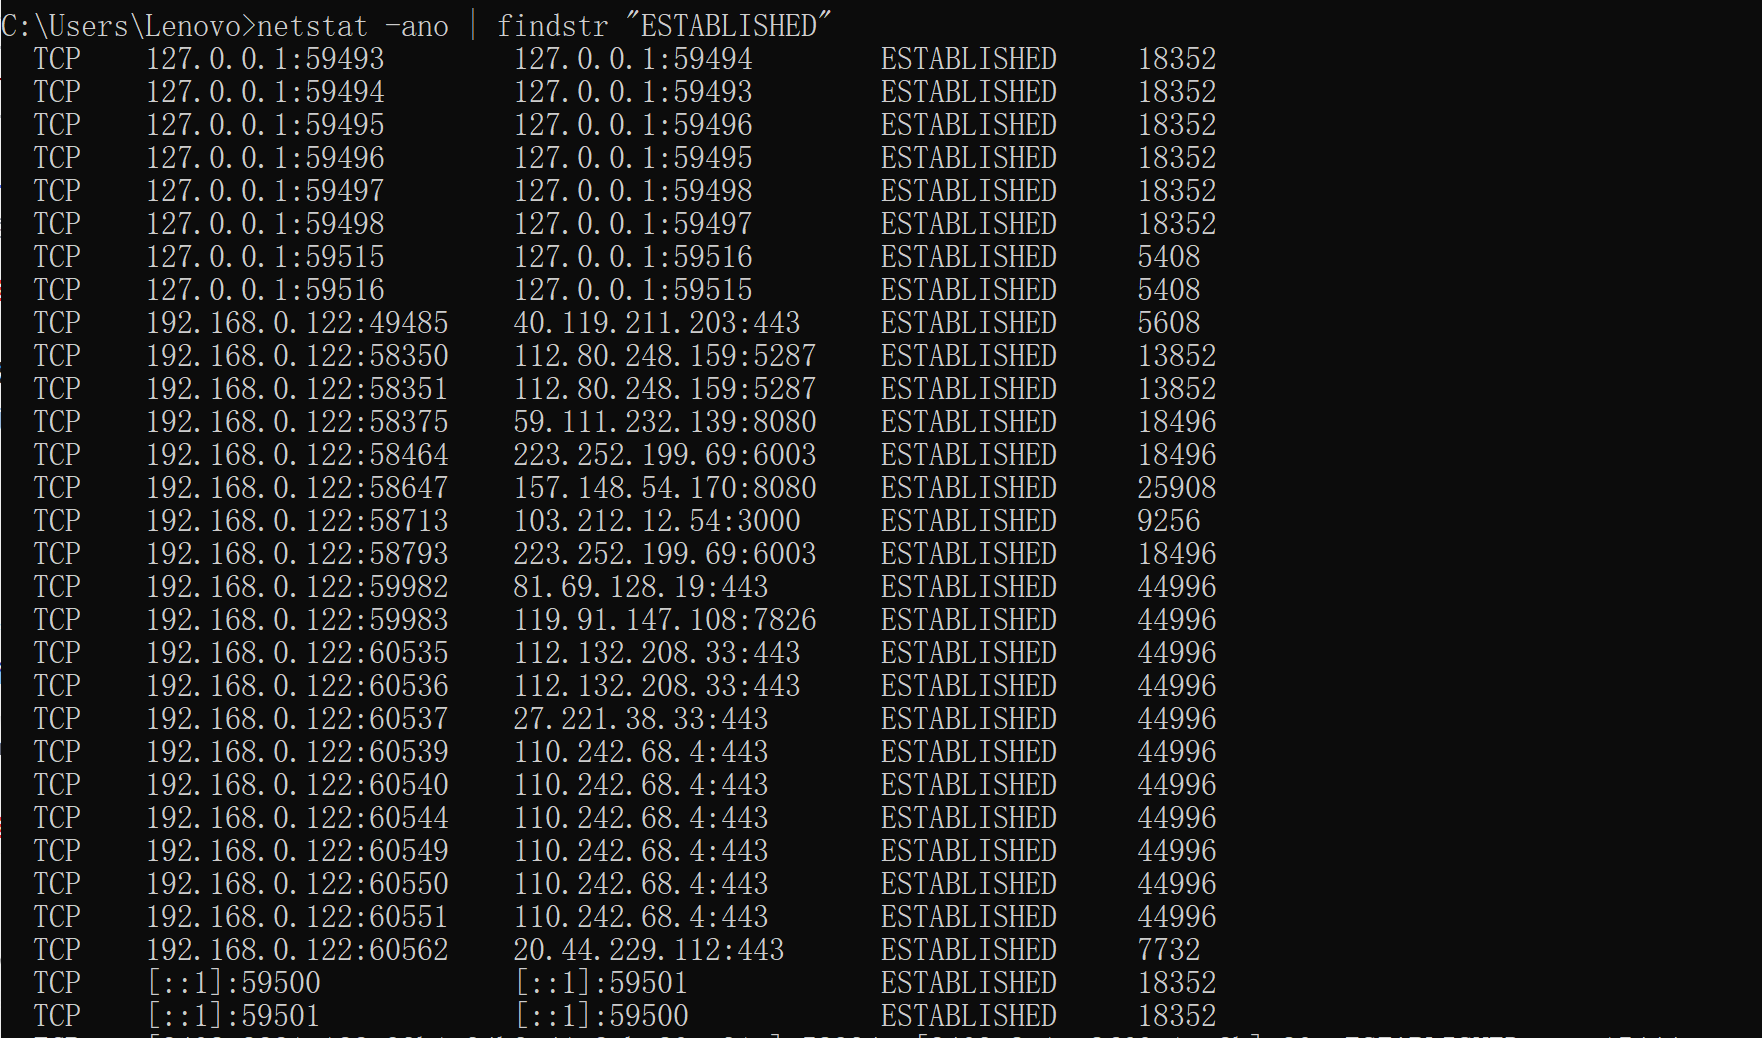 C:\Users\Lenovo>netstat -ano | findstr "ESTABLISHED"
TCP 127.0.0.1:59493 127.0.0.1:59494 ESTABLISHED 18352
TCP 127.0.0.1:59494 127.0.0.1:59493 ESTABLISHED 18352
TCP 127.0.0.1:59495 127.0.0.1:59496 ESTABLISHED 18352
TCP 127.0.0.1:59496 127.0.0.1:59495 ESTABLISHED 18352
TCP 127.0.0.1:59497 127.0.0.1:59498 ESTABLISHED 18352
TCP 127.0.0.1:59498 127.0.0.1:59497 ESTABLISHED 18352
TCP 127.0.0.1:59515 127.0.0.1:59516 ESTABLISHED 5408
TCP 127.0.0.1:59516 127.0.0.1:59515 ESTABLISHED 5408
TCP 192.168.0.122:49485 40.119.211.203:443 ESTABLISHED 5608
TCP 192.168.0.122:58350 112.80.248.159:5287 ESTABLISHED 13852
TCP 192.168.0.122:58351 112.80.248.159:5287 ESTABLISHED 13852
TCP 192.168.0.122:58375 59.111.232.139:8080 ESTABLISHED 18496
TCP 192.168.0.122:58464 223.252.199.69:6003 ESTABLISHED 18496
TCP 192.168.0.122:58647 157.148.54.170:8080 ESTABLISHED 25908
TCP 192.168.0.122:58713 103.212.12.54:3000 ESTABLISHED 9256
TCP 192.168.0.122:58793 223.252.199.69:6003 ESTABLISHED 18496
TCP 192.168.0.122:59982 81.69.128.19:443 ESTABLISHED 44996
TCP 192.168.0.122:59983 119.91.147.108:7826 ESTABLISHED 44996
TCP 192.168.0.122:60535 112.132.208.33:443 ESTABLISHED 44996
TCP 192.168.0.122:60536 112.132.208.33:443 ESTABLISHED 44996
TCP 192.168.0.122:60537 27.221.38.33:443 ESTABLISHED 44996
TCP 192.168.0.122:60539 110.242.68.4:443 ESTABLISHED 44996
TCP 192.168.0.122:60540 110.242.68.4:443 ESTABLISHED 44996
TCP 192.168.0.122:60544 110.242.68.4:443 ESTABLISHED 44996
TCP 192.168.0.122:60549 110.242.68.4:443 ESTABLISHED 44996
TCP 192.168.0.122:60550 110.242.68.4:443 ESTABLISHED 44996
TCP 192.168.0.122:60551 110.242.68.4:443 ESTABLISHED 44996
TCP 192.168.0.122:60562 20.44.229.112:443 ESTABLISHED 7732
TCP [::1]:59500 [::1]:59501 ESTABLISHED 18352
TCP [::1]:59501 [::1]:59500 ESTABLISHED 18352